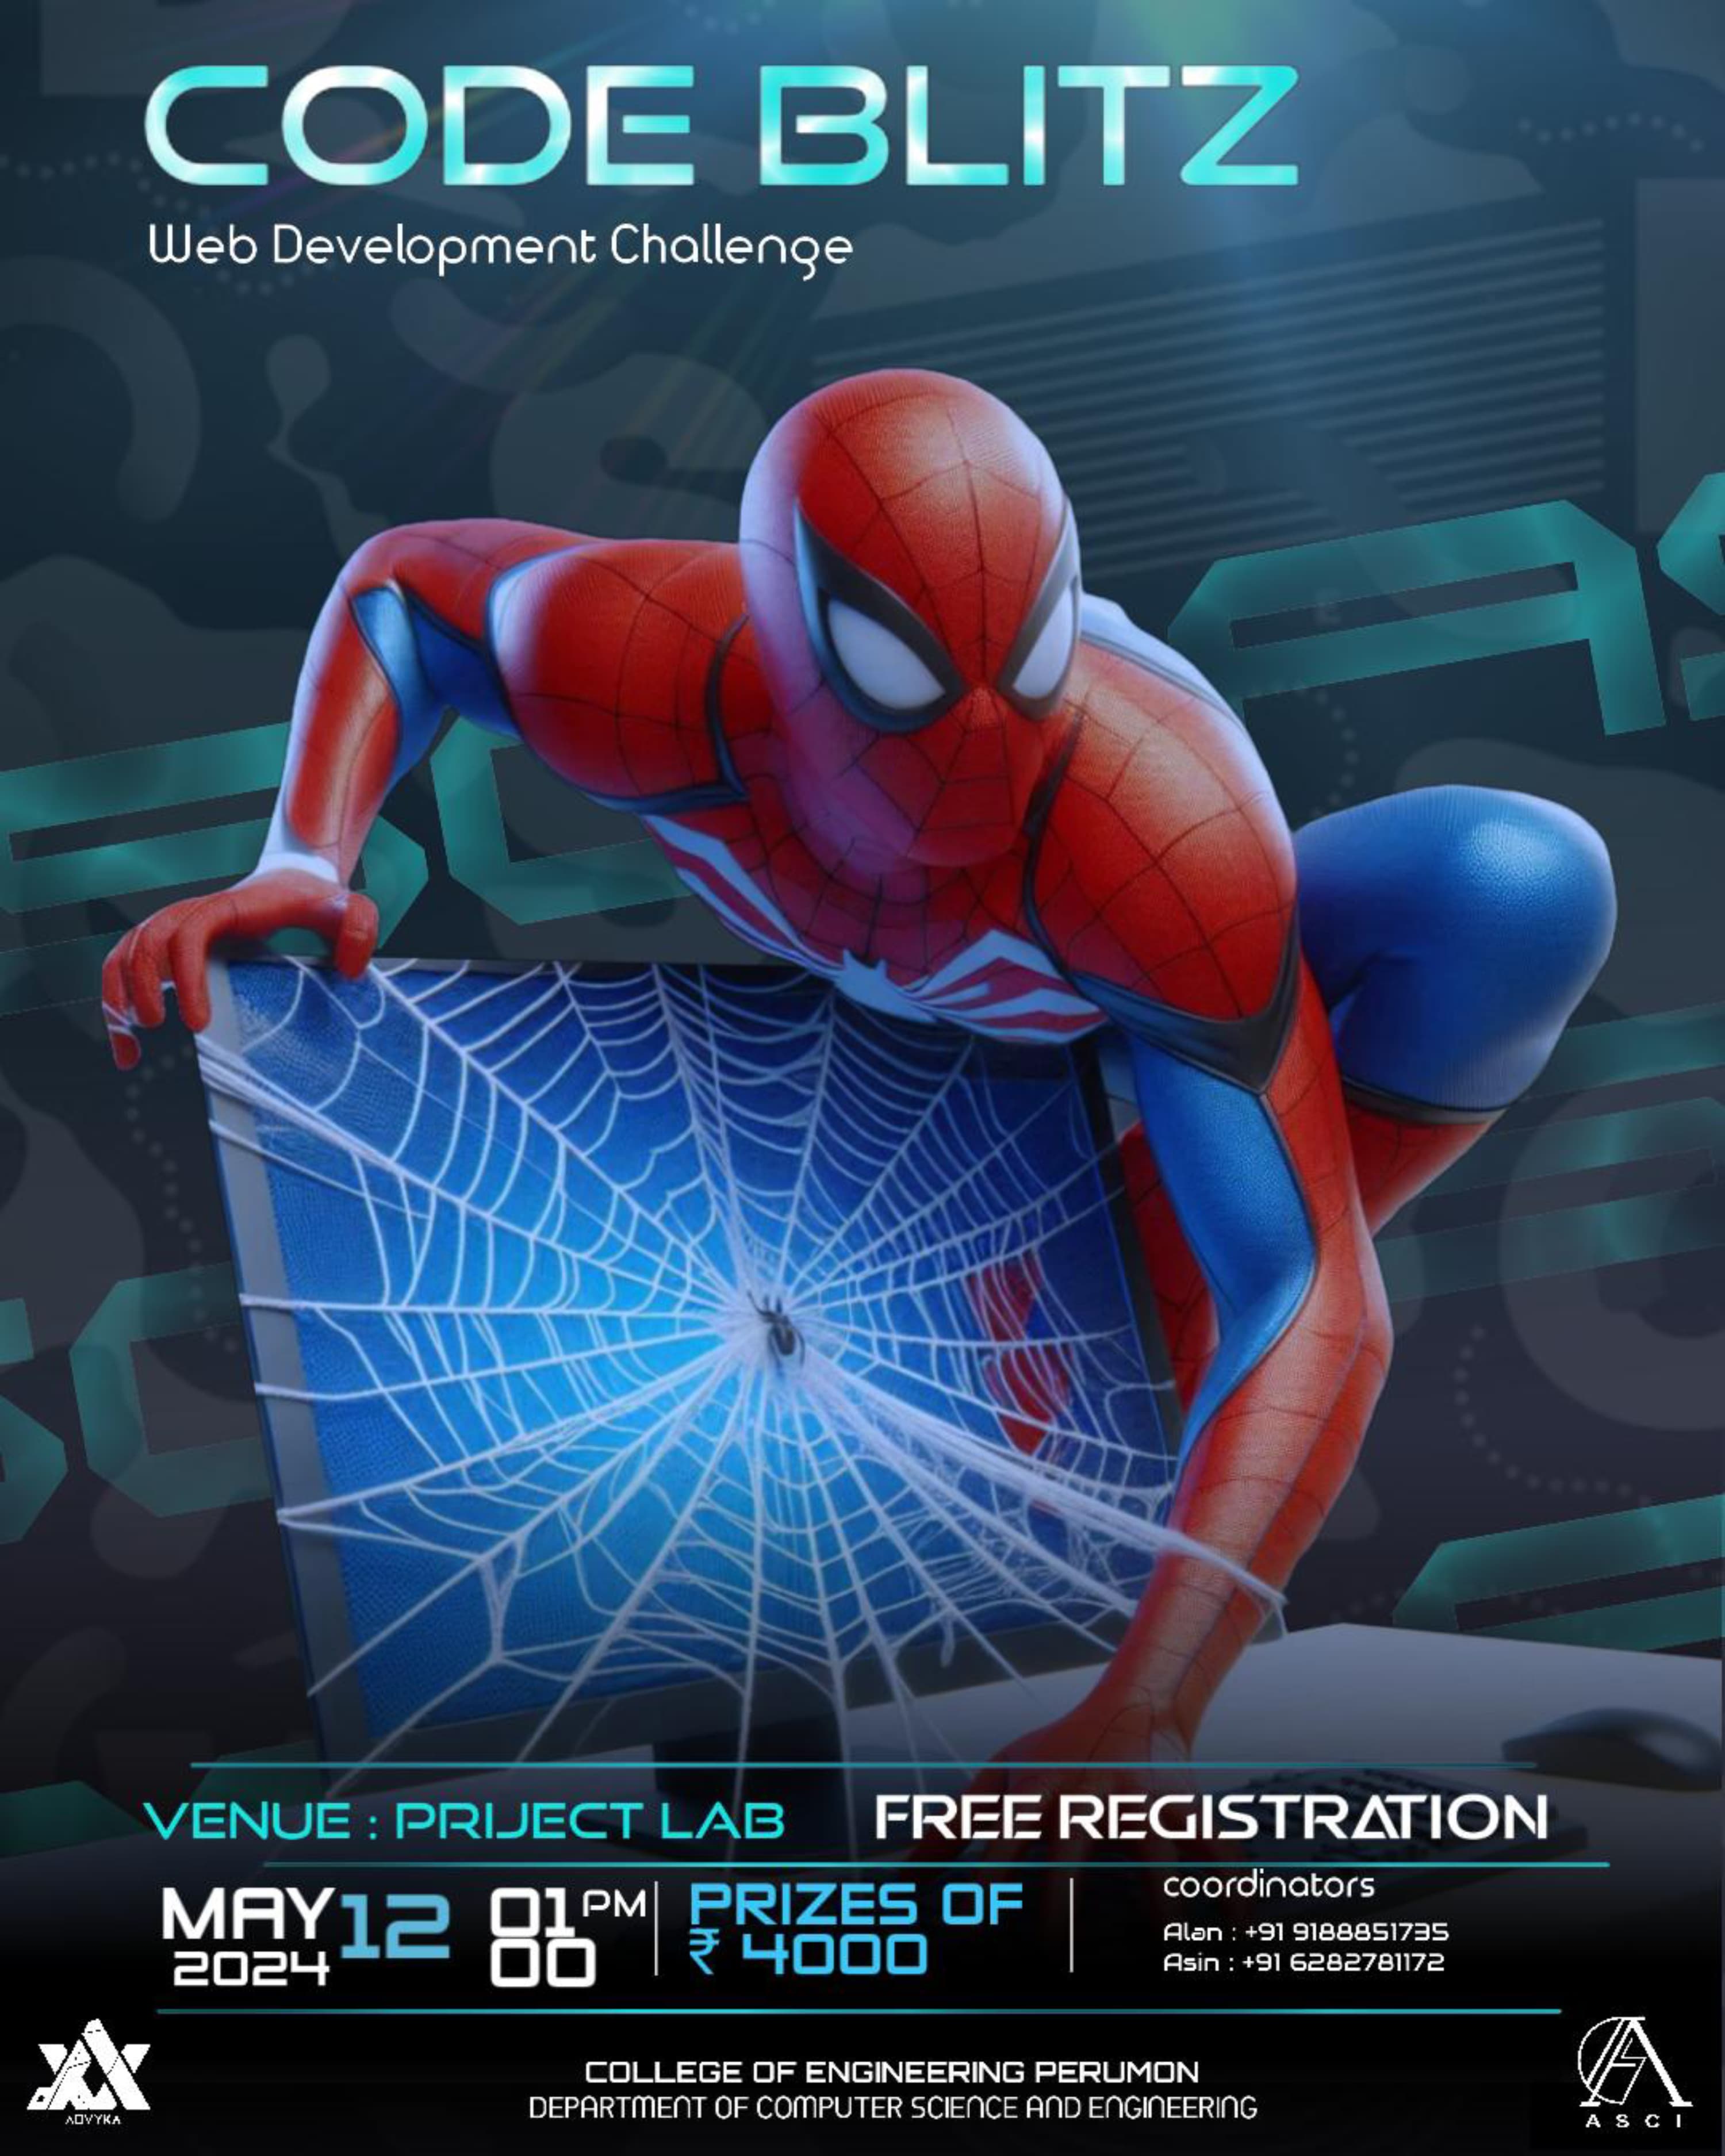 CODE BLITZ
Web Development Challenge
VENUE : PRIJECT LAB
FREE REGISTRATION
MAY 12
2024
01 PM
00
PRIZES OF
₹ 4000
coordinators
Alan : +91 9188851735
Asin : +91 6282781172
COLLEGE OF ENGINEERING PERUMON
DEPARTMENT OF COMPUTER SCIENCE AND ENGINEERING
ADVYKA
ASCI